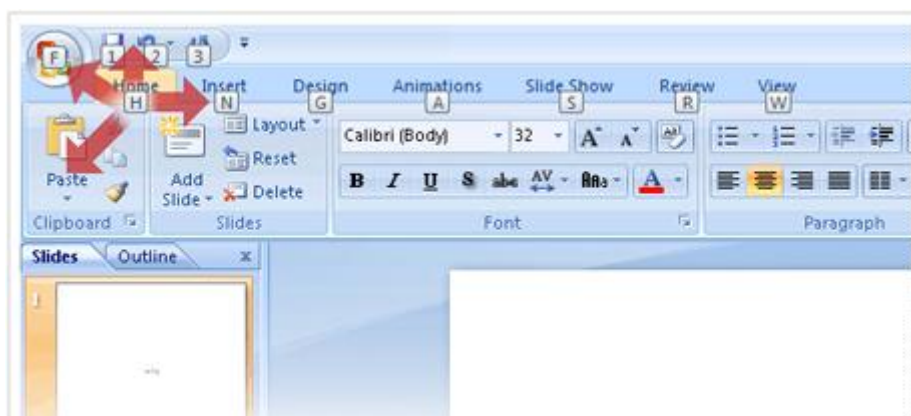 F 1 2 3
Home Insert Design Animations Slide Show Review View
H N G A S R W
Layout
Calibri (Body) 32 A A
Reset
Paste Add Slide Delete
B I U S abc AV Aa A
Clipboard Slides Font Paragraph
Slides Outline x
1